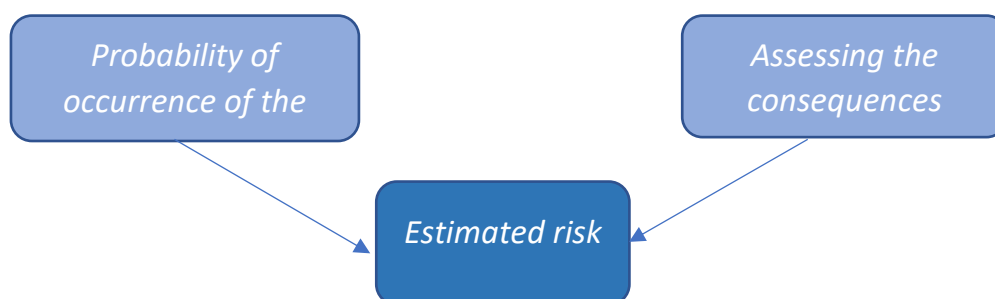 Probability of
occurrence of the
Assessing the
consequences
Estimated risk